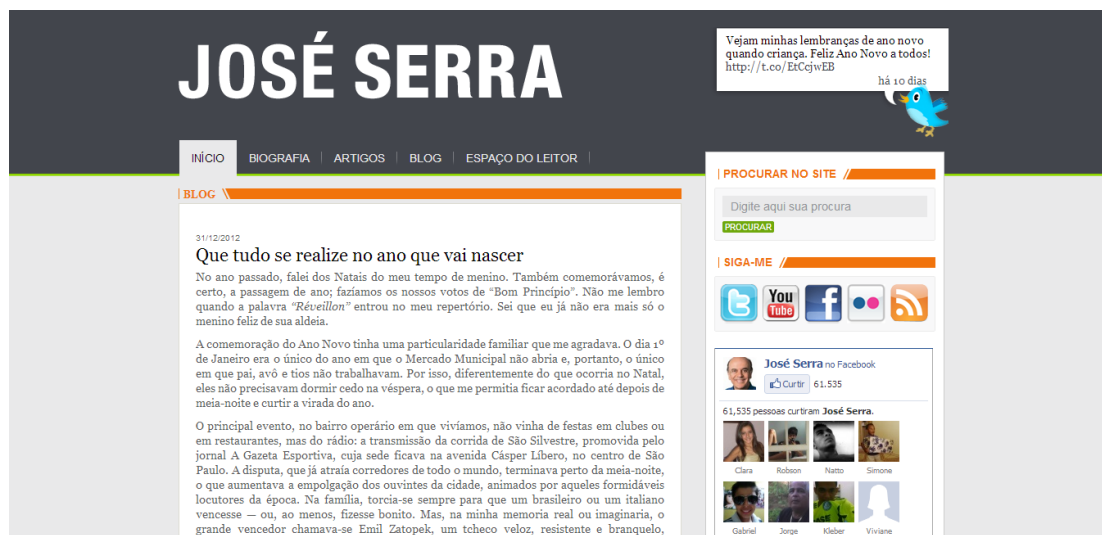 JOSÉ SERRA
Vejam minhas lembranças de ano novo
quando criança. Feliz Ano Novo a todos!
http://t.co/EtCcjwEB
há 10 dias
INÍCIO
BIOGRAFIA
ARTIGOS
BLOG
ESPAÇO DO LEITOR
BLOG
31/12/2012
Que tudo se realize no ano que vai nascer
No ano passado, falei dos Natais do meu tempo de menino. Também comemorávamos, é
certo, a passagem de ano; fazíamos os nossos votos de “Bom Princípio”. Não me lembro
quando a palavra “Réveillon” entrou no meu repertório. Sei que eu já não era mais só o
menino feliz de sua aldeia.
A comemoração do Ano Novo tinha uma particularidade familiar que me agradava. O dia 1º
de Janeiro era o único do ano em que o Mercado Municipal não abria e, portanto, o único
em que pai, avô e tios não trabalhavam. Por isso, diferentemente do que ocorria no Natal,
eles não precisavam dormir cedo na véspera, o que me permitia ficar acordado até depois de
meia-noite e curtir a virada do ano.
O principal evento, no bairro operário em que vivíamos, não vinha de festas em clubes ou
em restaurantes, mas do rádio: a transmissão da corrida de São Silvestre, promovida pelo
jornal A Gazeta Esportiva, cuja sede ficava na avenida Cásper Líbero, no centro de São
Paulo. A disputa, que já atraía corredores de todo o mundo, terminava perto da meia-noite,
o que aumentava a empolgação dos ouvintes da cidade, animados por aqueles formidáveis
locutores da época. Na família, torcia-se sempre para que um brasileiro ou um italiano
vencesse — ou, ao menos, fizesse bonito. Mas, na minha memoria real ou imaginaria, o
grande vencedor chamava-se Emil Zatopek, um tcheco veloz, resistente e branquelo,
PROCURAR NO SITE
Digite aqui sua procura
PROCURAR
SIGA-ME
You
Tube
José Serra no Facebook
Curtir
61.535
61,535 pessoas curtiram José Serra.
Clara
Robson
Natto
Simone
Gabriel
Jorge
Kleber
Viviane